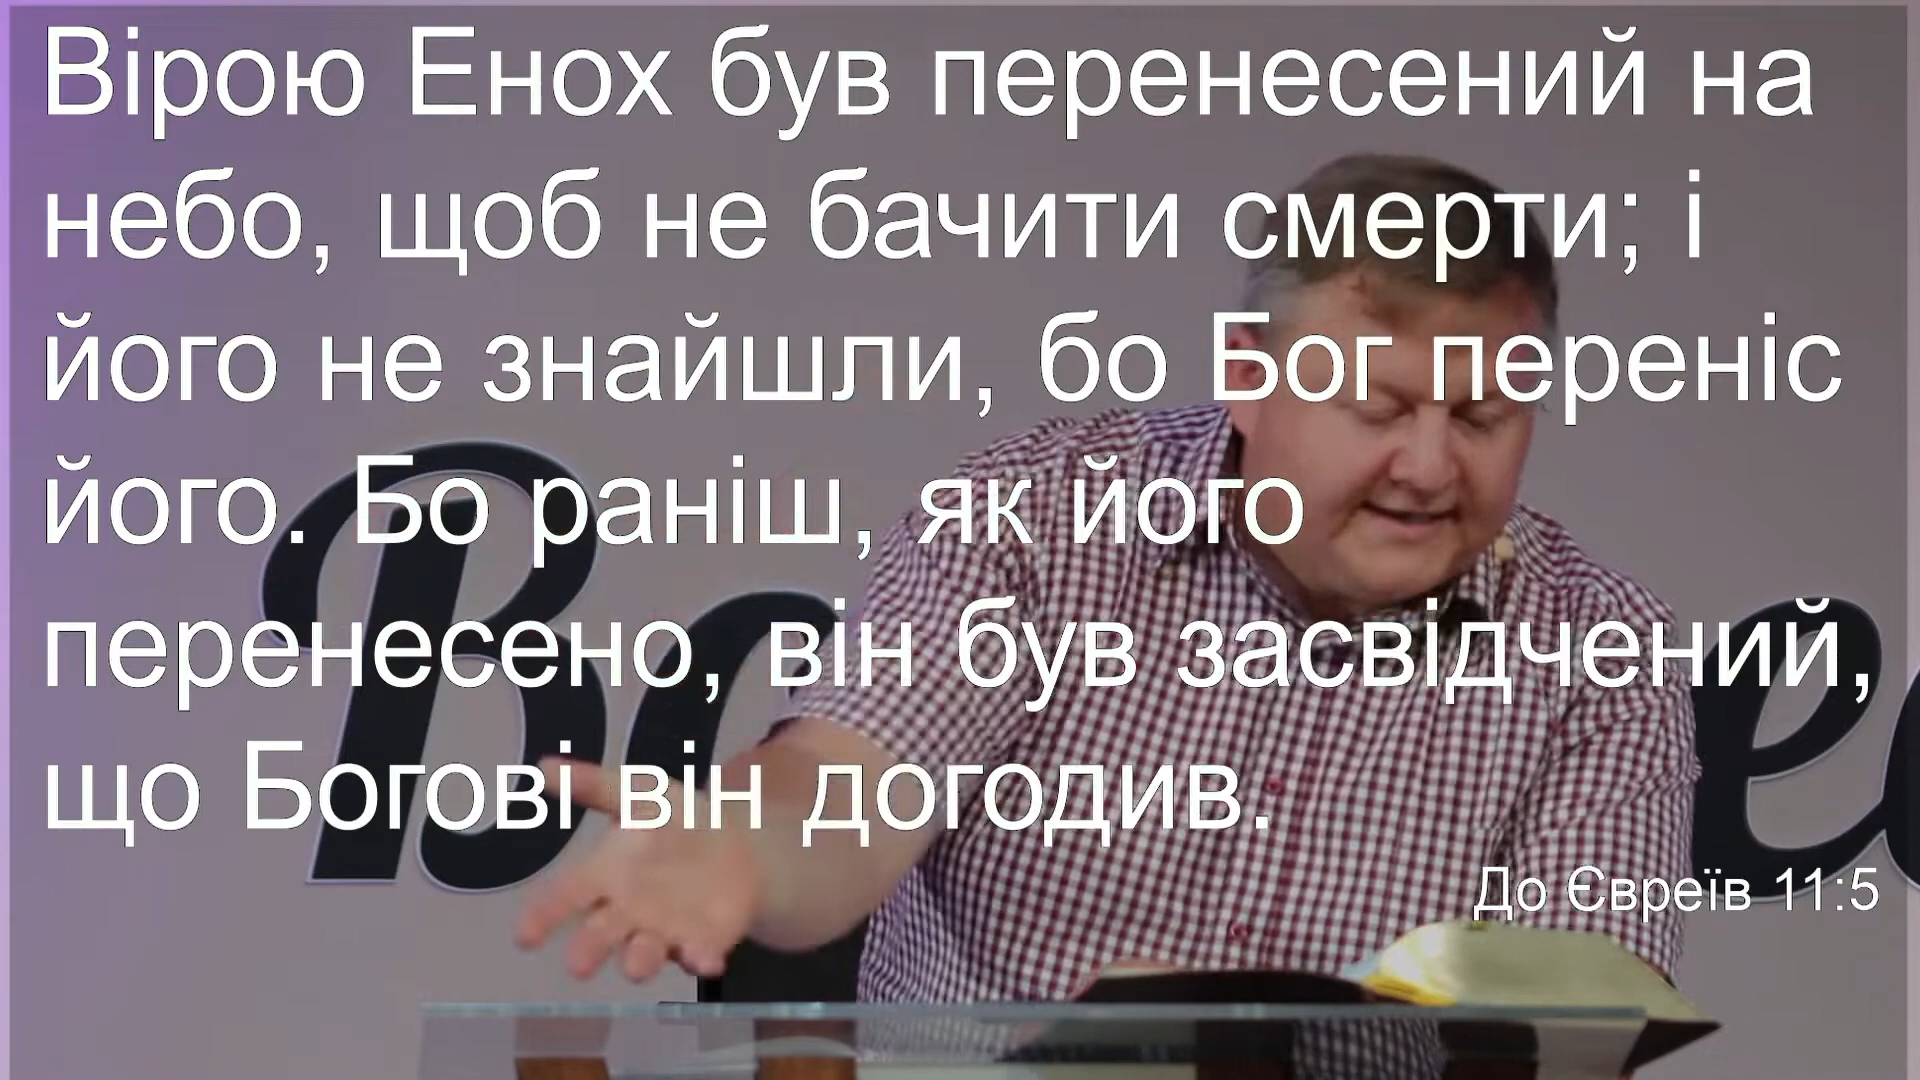 Вірою Енох був перенесений на
небо, щоб не бачити смерти; і
його не знайшли, бо Бог переніс
його. Бо раніш, як його
перенесено, він був засвідчений,
що Богові він догодив.
До Євреїв 11:5